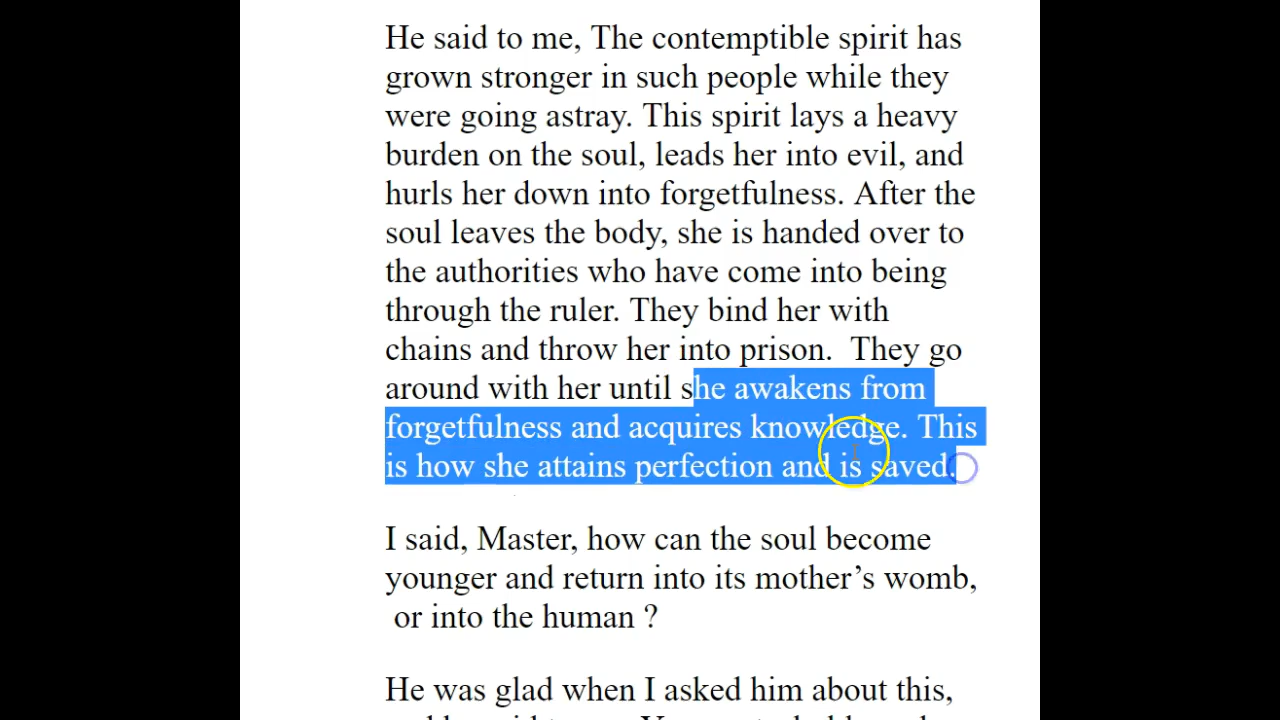 He said to me, The contemptible spirit has
grown stronger in such people while they
were going astray. This spirit lays a heavy
burden on the soul, leads her into evil, and
hurls her down into forgetfulness. After the
soul leaves the body, she is handed over to
the authorities who have come into being
through the ruler. They bind her with
chains and throw her into prison.  They go
around with her until she awakens from
forgetfulness and acquires knowledge. This
is how she attains perfection and is saved.
I said, Master, how can the soul become
younger and return into its mother’s womb,
or into the human ?
He was glad when I asked him about this,